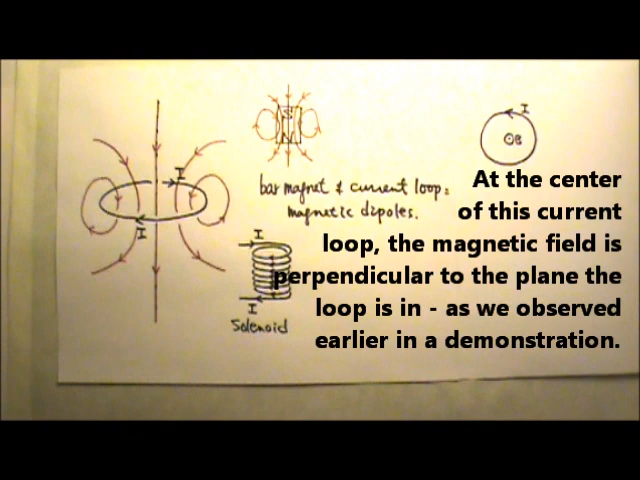 I
I
S
N
bar magnet & current loop:
magnetic dipoles.
I
I
Solenoid
I
B
At the center
of this current
loop, the magnetic field is
perpendicular to the plane the
loop is in - as we observed
earlier in a demonstration.